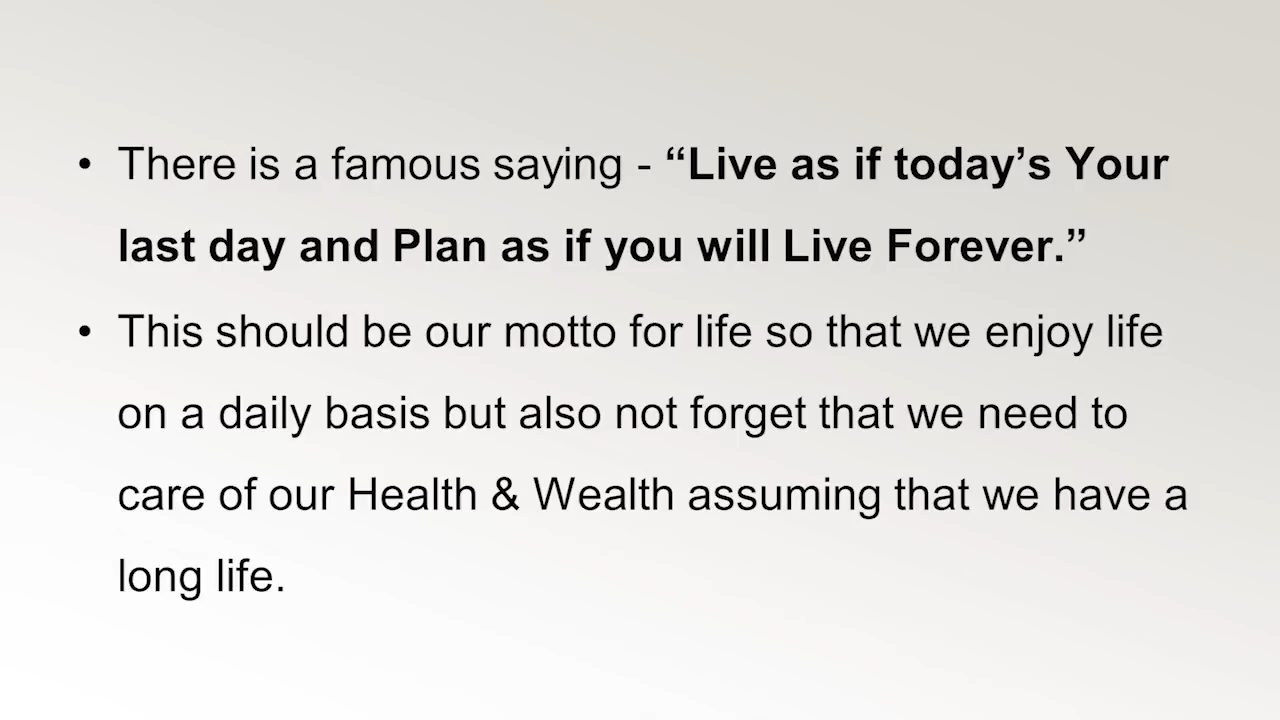 • There is a famous saying - “Live as if today’s Your
last day and Plan as if you will Live Forever.”
• This should be our motto for life so that we enjoy life
on a daily basis but also not forget that we need to
care of our Health & Wealth assuming that we have a
long life.